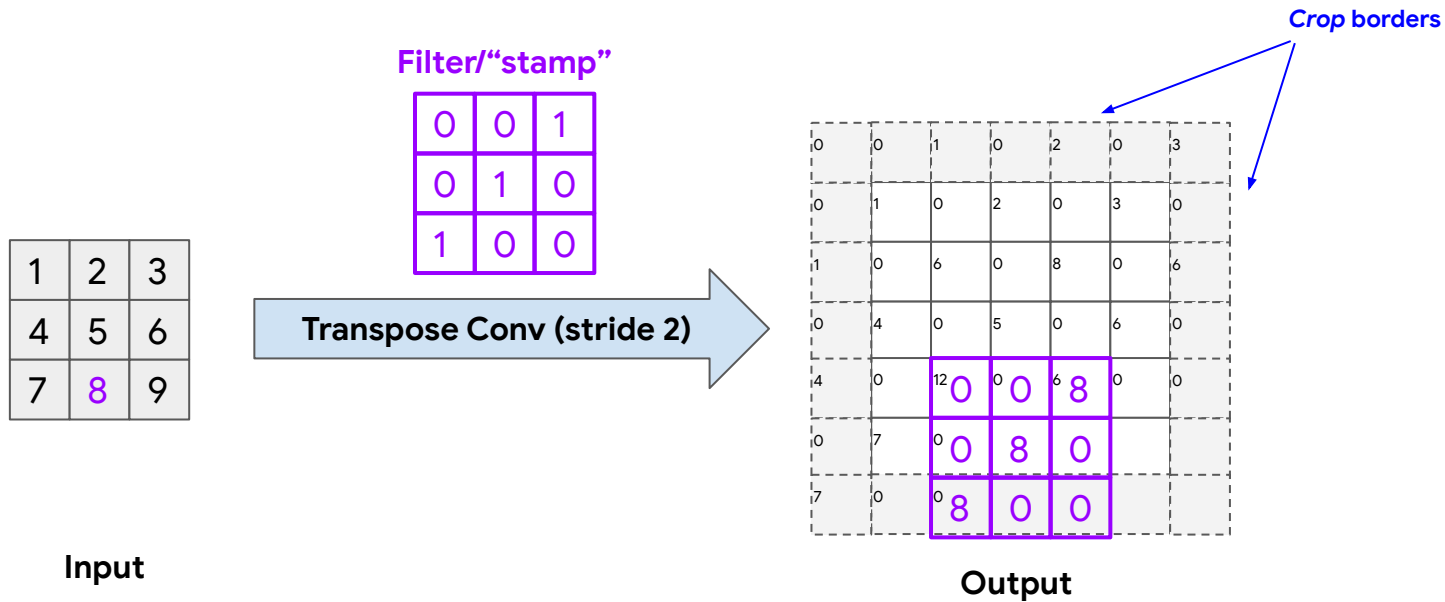 Crop borders
Filter/“stamp”
0 0 1
0 1 0
1 0 0
1 2 3
4 5 6
7 8 9
Transpose Conv (stride 2)
0 0 1 0 2 0 3
0 1 0 2 0 3 0
1 0 6 0 8 0 6
0 4 0 5 0 6 0
4 0 12 0 0 0 6 8 0 0
0 7 0 0 8 0
7 0 0 8 0 0
Input
Output